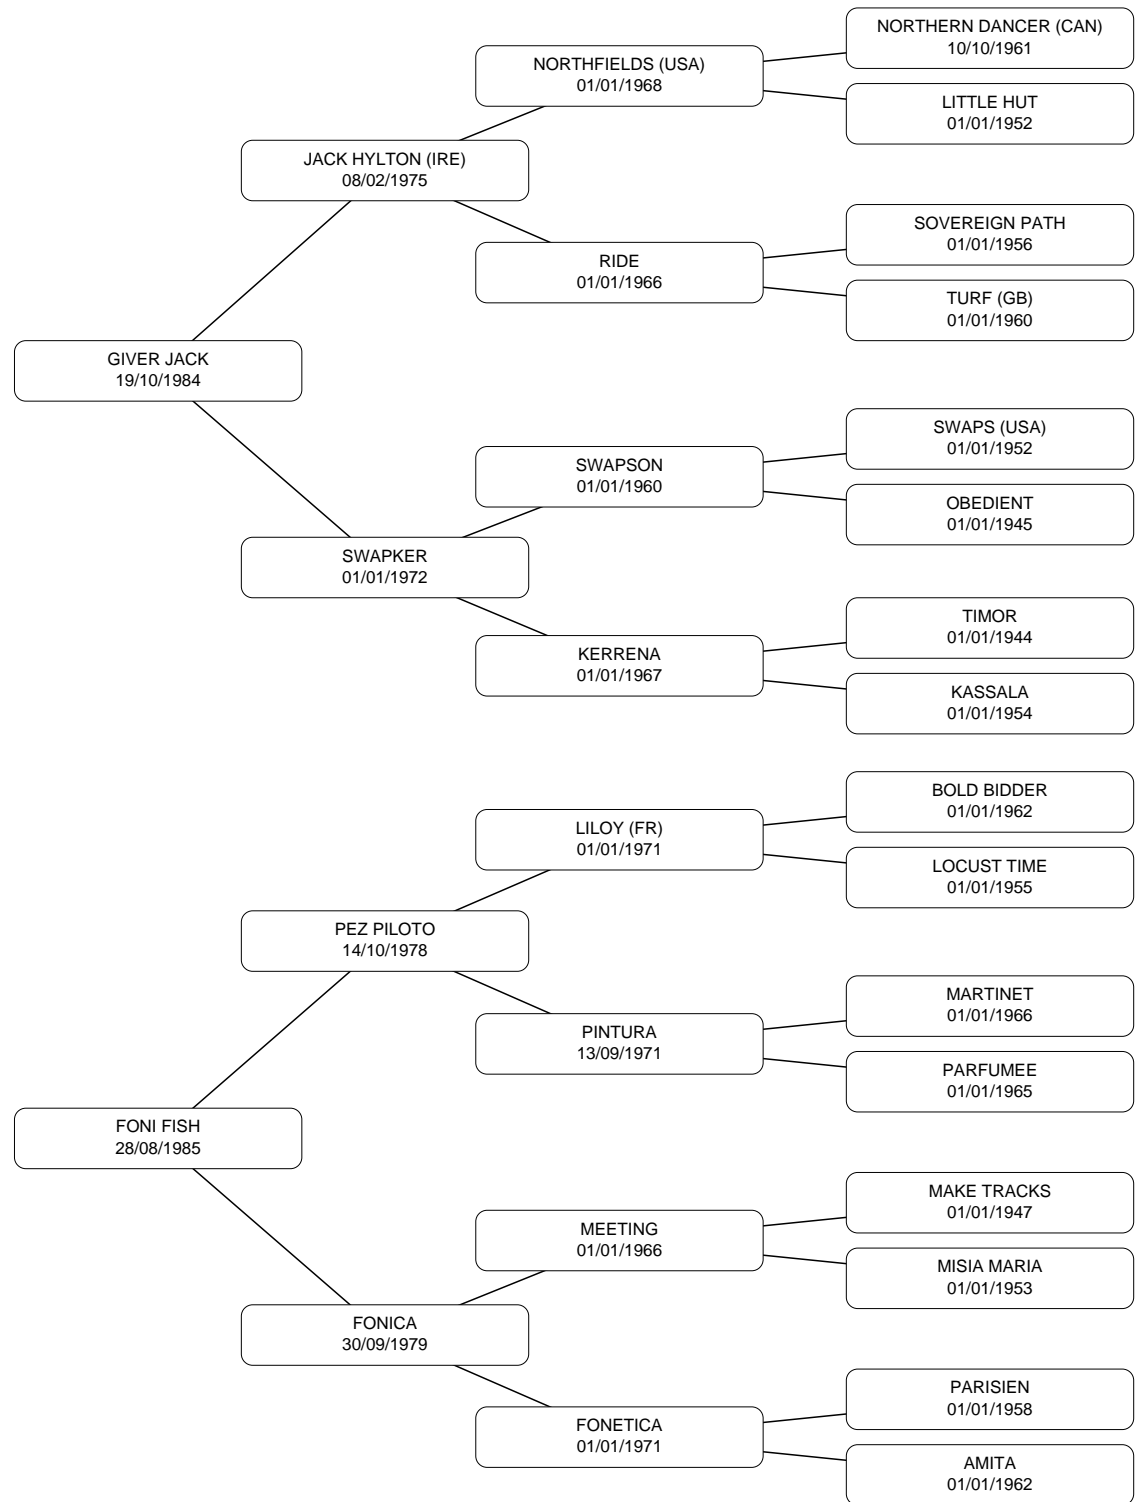 NORTHERN DANCER (CAN)
10/10/1961
NORTHFIELDS (USA)
01/01/1968
LITTLE HUT
01/01/1952
JACK HYLTON (IRE)
08/02/1975
SOVEREIGN PATH
01/01/1956
RIDE
01/01/1966
TURF (GB)
01/01/1960
GIVER JACK
19/10/1984
SWAPS (USA)
01/01/1952
SWAPSON
01/01/1960
OBEDIENT
01/01/1945
SWAPKER
01/01/1972
TIMOR
01/01/1944
KERRENA
01/01/1967
KASSALA
01/01/1954
BOLD BIDDER
01/01/1962
LILOY (FR)
01/01/1971
LOCUST TIME
01/01/1955
PEZ PILOTO
14/10/1978
MARTINET
01/01/1966
PINTURA
13/09/1971
PARFUMEE
01/01/1965
FONI FISH
28/08/1985
MAKE TRACKS
01/01/1947
MEETING
01/01/1966
MISIA MARIA
01/01/1953
FONICA
30/09/1979
PARISIEN
01/01/1958
FONETICA
01/01/1971
AMITA
01/01/1962